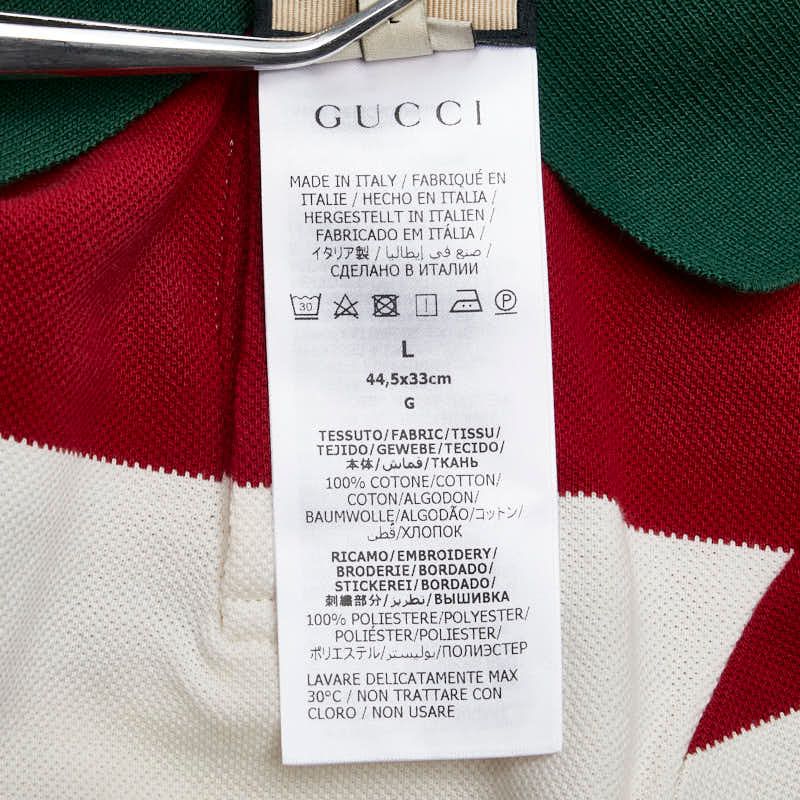 L
GUCCI
MADE IN ITALY / FABRIQUÉ EN
ITALIE / HECHO EN ITALIA /
HERGESTELLT IN ITALIEN /
FABRICADO EM ITÁLIA /
イタリア製 / صنع في إيطاليا /
СДЕЛАНО В ИТАЛИИ
30 P
L
44,5x33cm
G
TESSUTO/FABRIC/TISSU/
TEJIDO/GEWEBE/TECIDO/
本体/قماش/ТКАНЬ
100% COTONE/COTTON/
COTON/ALGODON/
BAUMWOLLE/ALGODÃO/コットン/
قطن/ХЛОПОК
RICAMO/EMBROIDERY/
BRODERIE/BORDADO/
STICKEREI/BORDADO/
刺繍部分/تطريز/ВЫШИВКА
100% POLIESTERE/POLYESTER/
POLIÉSTER/POLIESTER/
ポリエステル/بوليستر/ПОЛИЭСТЕР
LAVARE DELICATAMENTE MAX
30°C / NON TRATTARE CON
CLORO / NON USARE